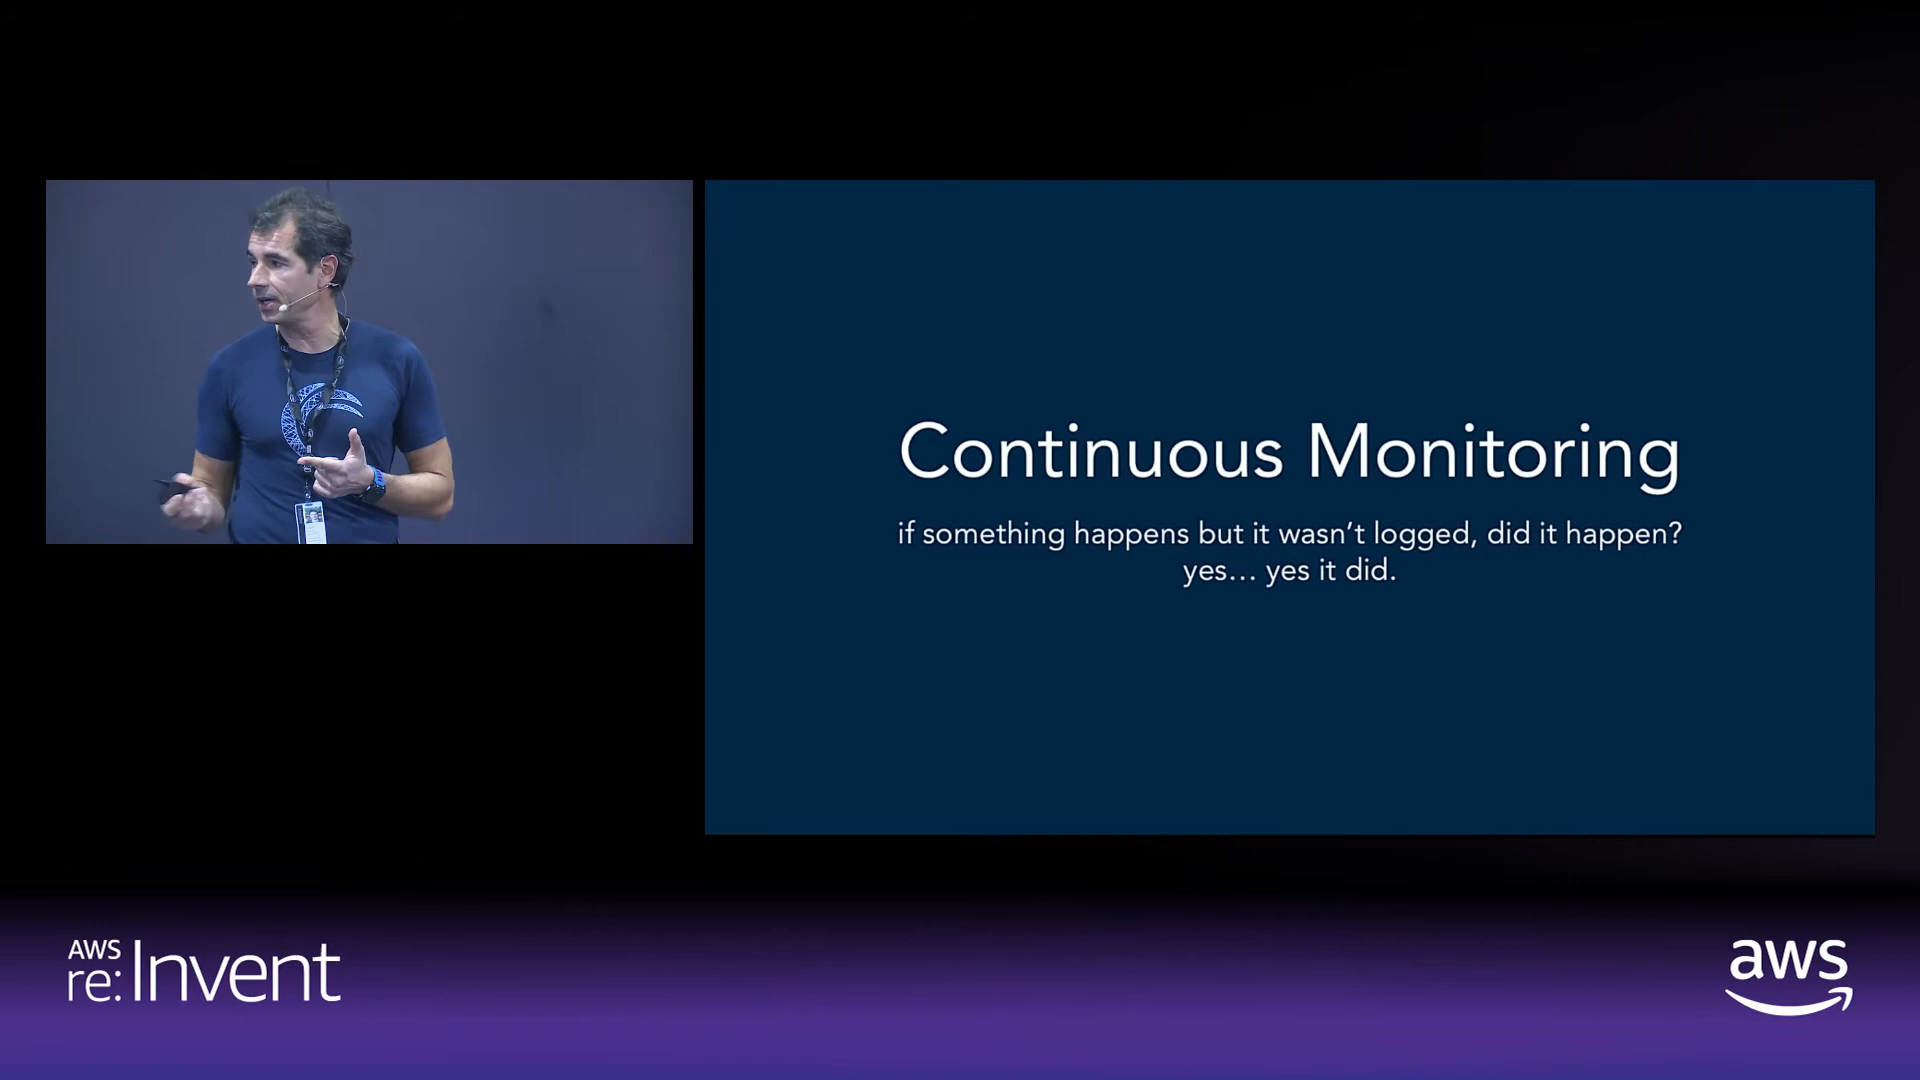 Continuous Monitoring
if something happens but it wasn’t logged, did it happen?
yes… yes it did.
AWS
re:Invent
aws